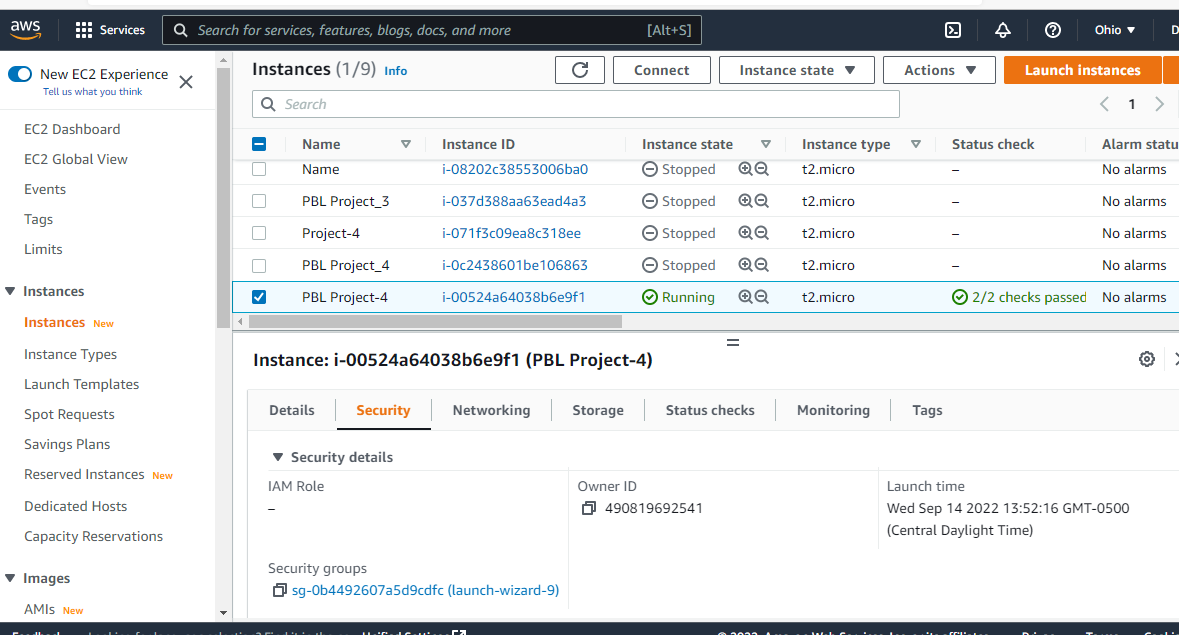 aws Services Search for services, features, blogs, docs, and more [Alt+S] Ohio
New EC2 Experience
Tell us what you think
EC2 Dashboard
EC2 Global View
Events
Tags
Limits
Instances
Instances New
Instance Types
Launch Templates
Spot Requests
Savings Plans
Reserved Instances New
Dedicated Hosts
Capacity Reservations
Images
AMIs New
Instances (1/9) Info Connect Instance state Actions Launch instances
Search 1
Name Instance ID Instance state Instance type Status check Alarm statu
Name i-08202c38553006ba0 Stopped t2.micro – No alarms
PBL Project_3 i-037d388aa63ead4a3 Stopped t2.micro – No alarms
Project-4 i-071f3c09ea8c318ee Stopped t2.micro – No alarms
PBL Project_4 i-0c2438601be106863 Stopped t2.micro – No alarms
PBL Project-4 i-00524a64038b6e9f1 Running t2.micro 2/2 checks passed No alarms
Instance: i-00524a64038b6e9f1 (PBL Project-4)
Details Security Networking Storage Status checks Monitoring Tags
Security details
IAM Role Owner ID Launch time
– 490819692541 Wed Sep 14 2022 13:52:16 GMT-0500
(Central Daylight Time)
Security groups
sg-0b4492607a5d9cdfc (launch-wizard-9)